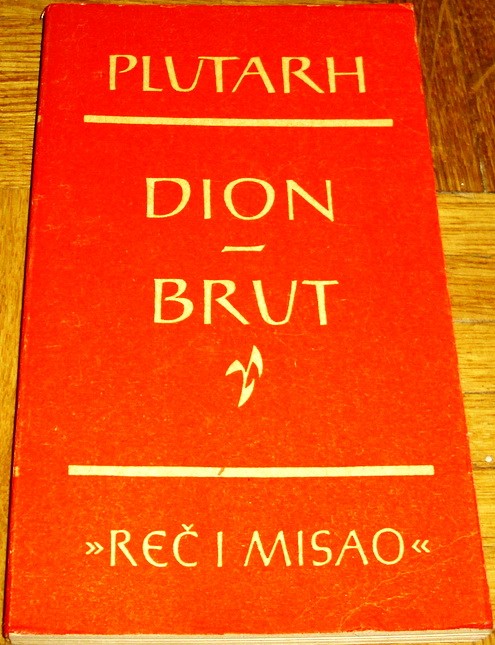 PLUTARH
DION
–
BRUT
»REČ I MISAO«